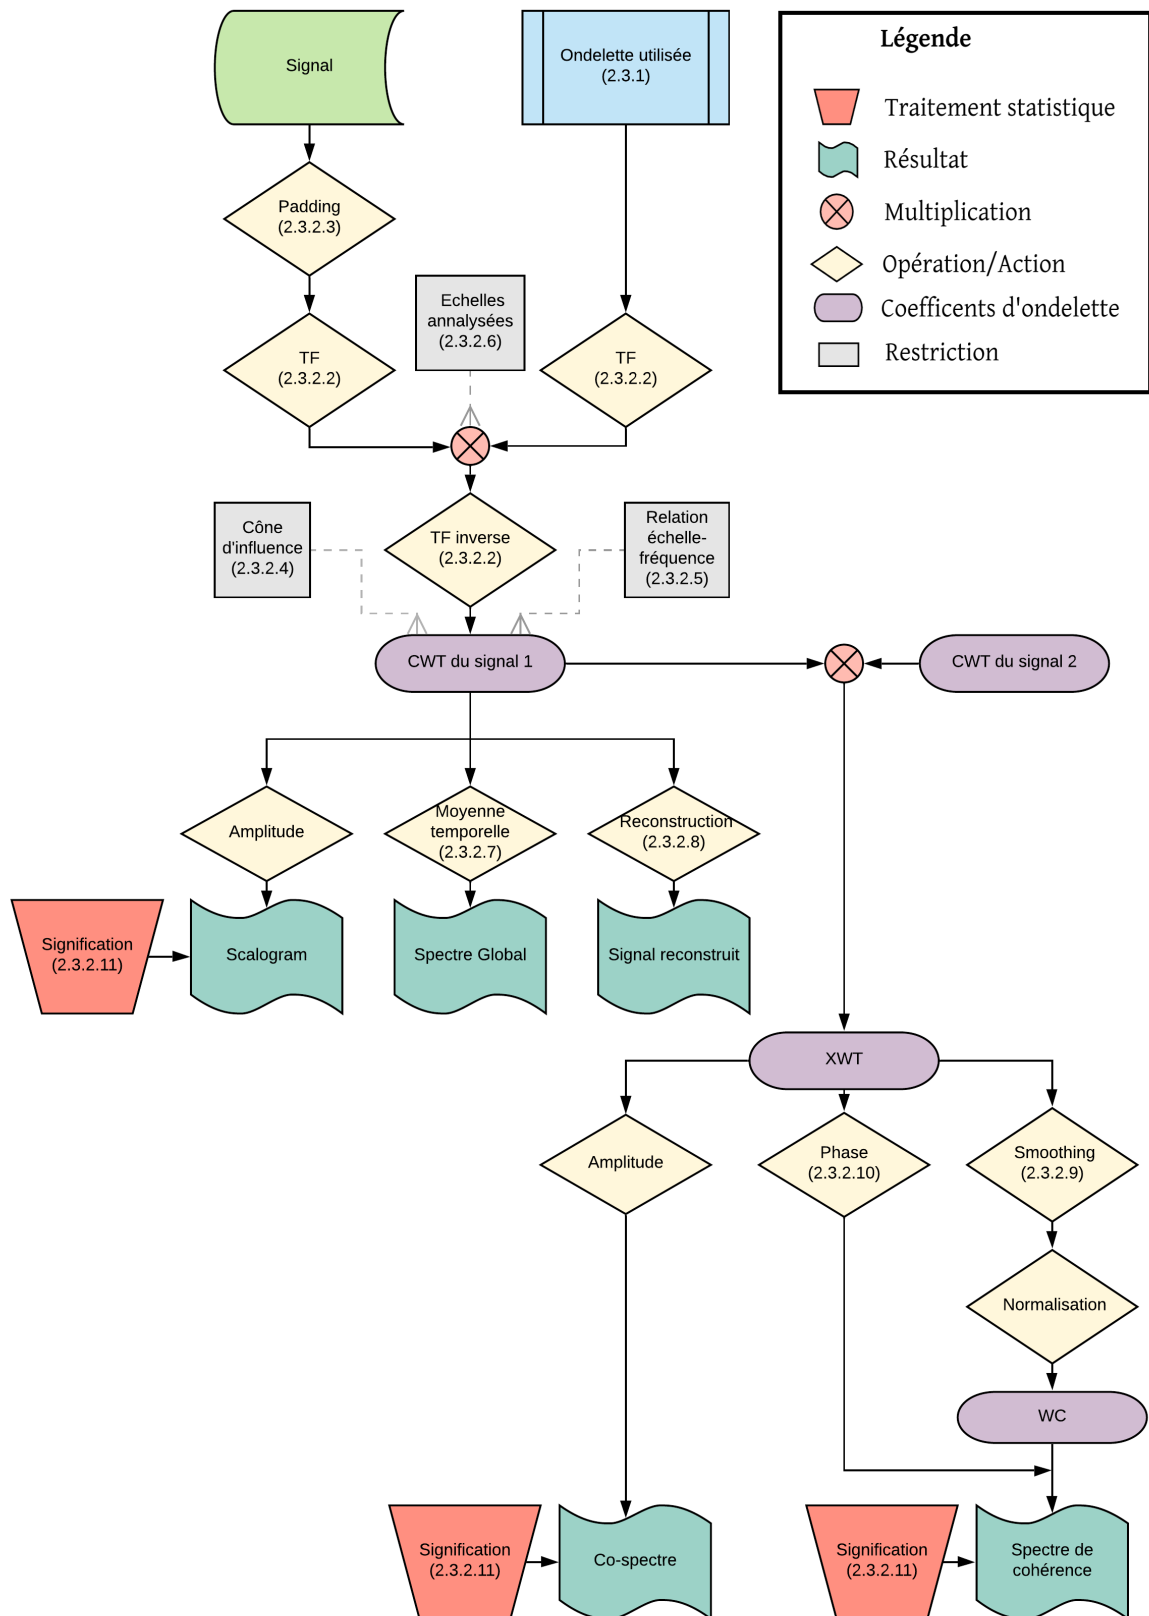 Signal
Ondelette utilisée
(2.3.1)
Légende
Traitement statistique
Résultat
Multiplication
Opération/Action
Coefficents d'ondelette
Restriction
Padding
(2.3.2.3)
Echelles
annalysées
(2.3.2.6)
TF
(2.3.2.2)
TF
(2.3.2.2)
Cône
d'influence
(2.3.2.4)
TF inverse
(2.3.2.2)
Relation
échelle-
fréquence
(2.3.2.5)
CWT du signal 1
CWT du signal 2
Amplitude
Moyenne
temporelle
(2.3.2.7)
Reconstruction
(2.3.2.8)
Signification
(2.3.2.11)
Scalogram
Spectre Global
Signal reconstruit
XWT
Amplitude
Phase
(2.3.2.10)
Smoothing
(2.3.2.9)
Normalisation
WC
Signification
(2.3.2.11)
Co-spectre
Signification
(2.3.2.11)
Spectre de
cohérence